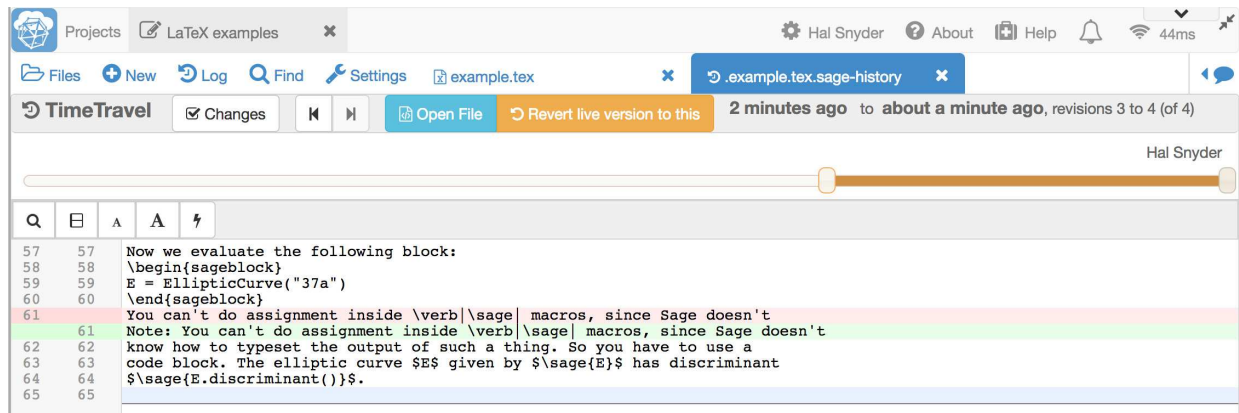 Projects LaTeX examples Hal Snyder About Help 44ms
Files New Log Find Settings example.tex .example.tex.sage-history
TimeTravel Changes Open File Revert live version to this 2 minutes ago to about a minute ago, revisions 3 to 4 (of 4)
Hal Snyder
A A
57 57 Now we evaluate the following block:
58 58 \begin{sageblock}
59 59 E = EllipticCurve("37a")
60 60 \end{sageblock}
61 You can't do assignment inside \verb|\sage| macros, since Sage doesn't
61 Note: You can't do assignment inside \verb|\sage| macros, since Sage doesn't
62 62 know how to typeset the output of such a thing. So you have to use a
63 63 code block. The elliptic curve $E$ given by $\sage{E}$ has discriminant
64 64 $\sage{E.discriminant()}$.
65 65